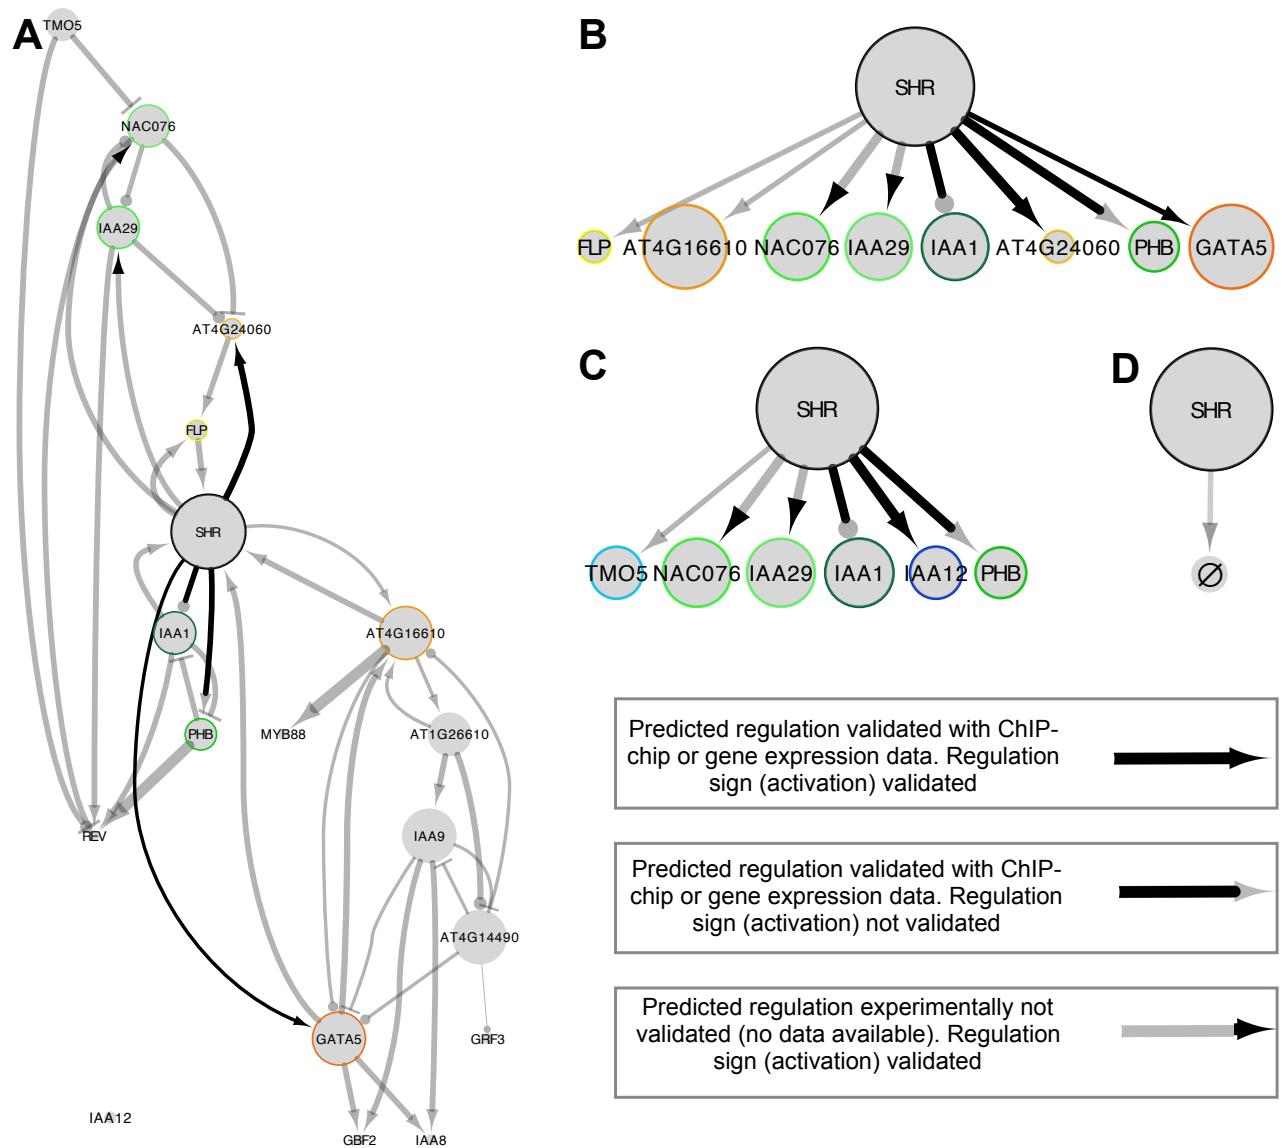 A
TMO5
NAC076
IAA29
AT4G24060
FLP
SHR
IAA1
AT4G16610
PHB
MYB88
AT1G26610
REV
IAA9
AT4G14490
GATA5
GRF3
IAA12
GBF2
IAA8
B
SHR
FLP
AT4G16610
NAC076
IAA29
IAA1
AT4G24060
PHB
GATA5
C
SHR
TMO5
NAC076
IAA29
IAA1
IAA12
PHB
D
SHR
Ø
Predicted regulation validated with ChIP-
chip or gene expression data. Regulation
sign (activation) validated
Predicted regulation validated with ChIP-
chip or gene expression data. Regulation
sign (activation) not validated
Predicted regulation experimentally not
validated (no data available). Regulation
sign (activation) validated